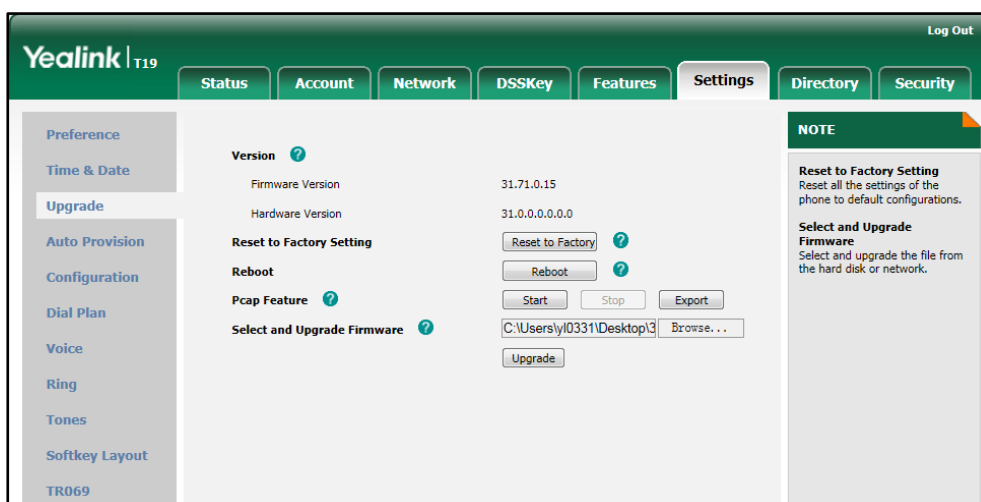 Log Out
Yealink | T19
Status Account Network DSSKey Features Settings Directory Security
Preference
Time & Date
Upgrade
Auto Provision
Configuration
Dial Plan
Voice
Ring
Tones
Softkey Layout
TR069
Version ?
Firmware Version 31.71.0.15
Hardware Version 31.0.0.0.0.0.0
Reset to Factory Setting Reset to Factory ?
Reboot Reboot ?
Pcap Feature ? Start Stop Export
Select and Upgrade Firmware ? C:\Users\yl0331\Desktop\3 Browse...
Upgrade
NOTE
Reset to Factory Setting
Reset all the settings of the
phone to default configurations.
Select and Upgrade
Firmware
Select and upgrade the file from
the hard disk or network.